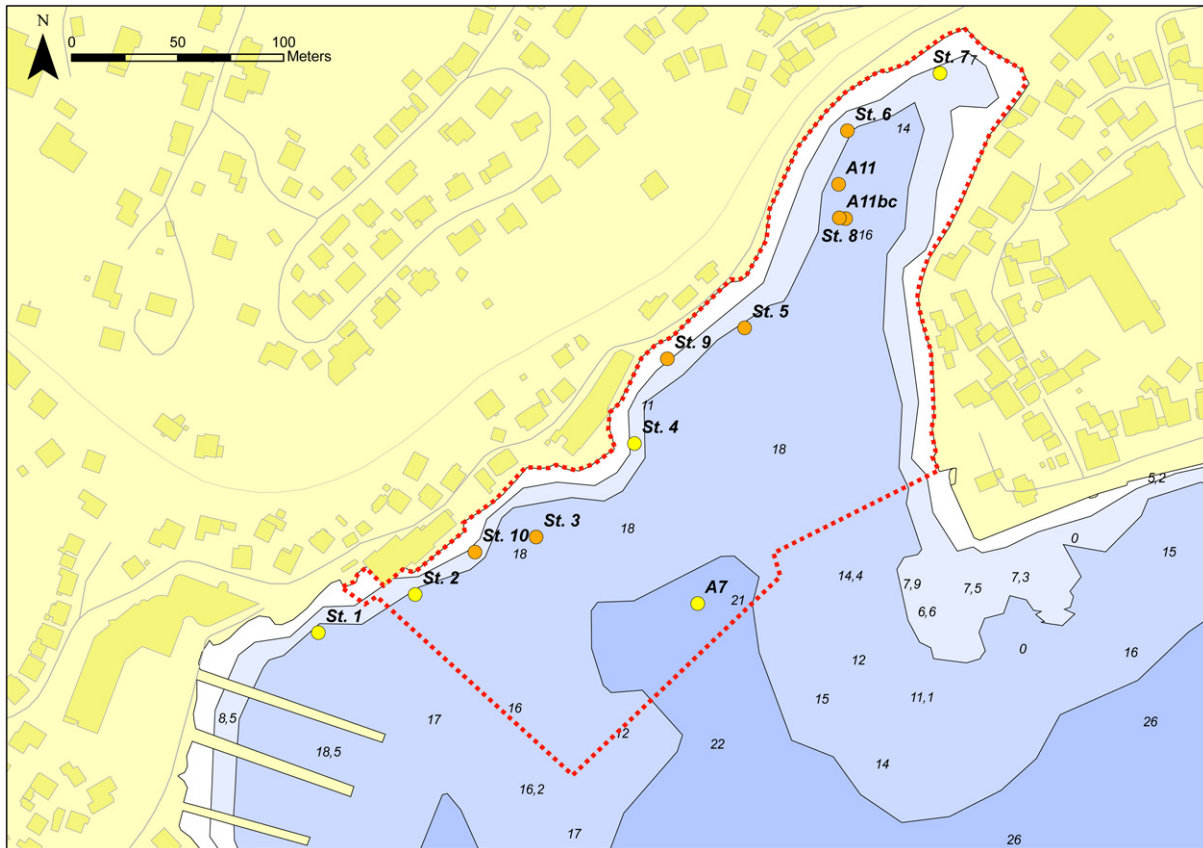 N
0 50 100
Meters
St. 7
7
St. 6
14
A11
A11bc
St. 8
16
St. 5
St. 9
11
St. 4
18
5,2
St. 3
18
St. 10
18
0
15
14,4
7,9
7,5
7,3
St. 2
A7
21
6,6
St. 1
0
16
12
15
11,1
16
17
8,5
12
22
26
18,5
14
16,2
17
26